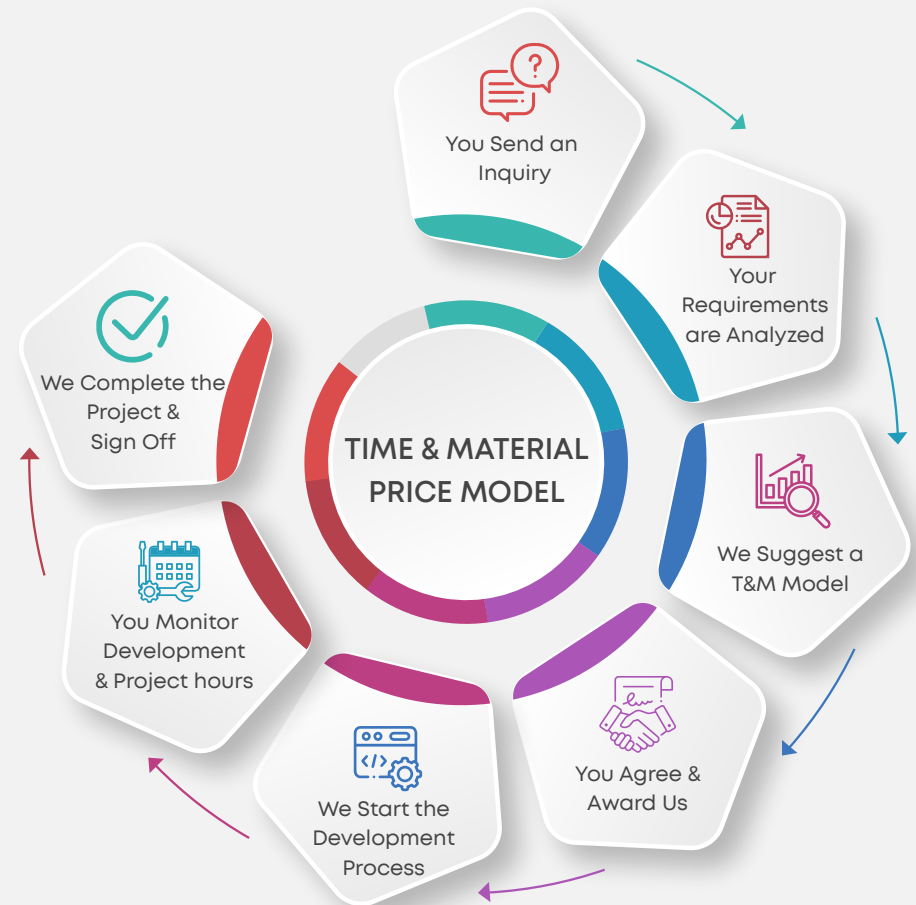 You Send an
Inquiry
Your
Requirements
are Analyzed
We Suggest a
T&M Model
You Agree &
Award Us
We Start the
Development
Process
You Monitor
Development
& Project hours
We Complete the
Project &
Sign Off
TIME & MATERIAL
PRICE MODEL